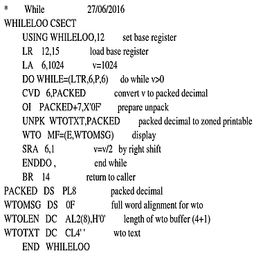 * While 27/06/2016
WHILELOO CSECT
USING WHILELOO,12 set base register
LR 12,15 load base register
LA 6,1024 v=1024
DO WHILE=(LTR,6,P,6) do while v>0
CVD 6,PACKED convert v to packed decimal
OI PACKED+7,X'0F' prepare unpack
UNPK WTOTXT,PACKED packed decimal to zoned printable
WTO MF=(E,WTOMSG) display
SRA 6,1 v=v/2 by right shift
ENDDO , end while
BR 14 return to caller
PACKED DS PL8 packed decimal
WTOMSG DS 0F full word alignment for wto
WTOLEN DC AL2(8),H'0' length of wto buffer (4+1)
WTOTXT DC CL4' ' wto text
END WHILELOO